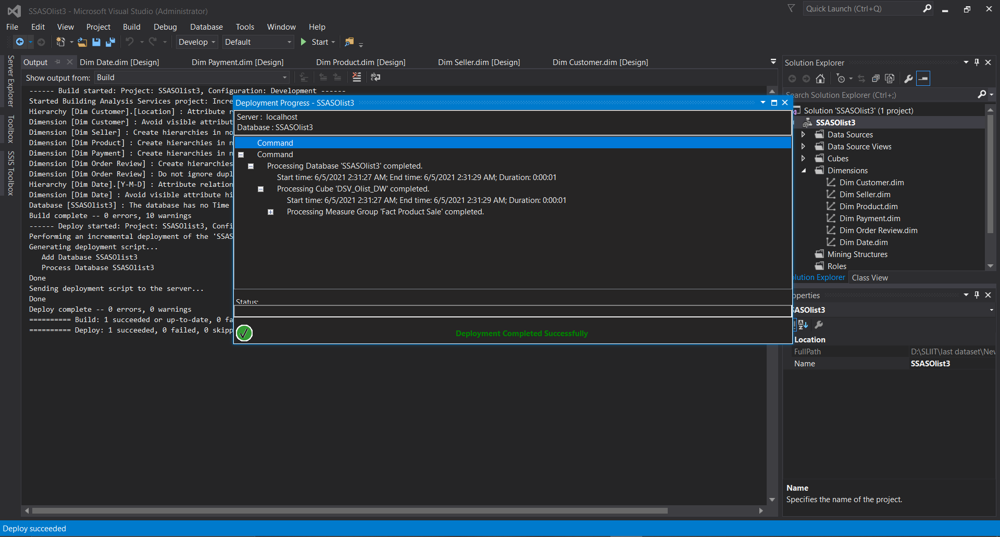 SSASOlist3 - Microsoft Visual Studio (Administrator)
Quick Launch (Ctrl+Q)
File Edit View Project Build Debug Database Tools Window Help
Develop Default Start
Server Explorer
Toolbox
SSIS Toolbox
Output Dim Date.dim [Design] Dim Payment.dim [Design] Dim Product.dim [Design] Dim Seller.dim [Design] Dim Customer.dim [Design]
Show output from: Build
------ Build started: Project: SSASOlist3, Configuration: Development ------
Started Building Analysis Services project: Incre
Hierarchy [Dim Customer].[Location] : Attribute r
Dimension [Dim Customer] : Avoid visible attribut
Dimension [Dim Seller] : Create hierarchies in no
Dimension [Dim Product] : Create hierarchies in n
Dimension [Dim Payment] : Create hierarchies in n
Dimension [Dim Order Review] : Create hierarchies
Dimension [Dim Order Review] : Do not ignore dupl
Hierarchy [Dim Date].[Y-M-D] : Attribute relation
Dimension [Dim Date] : Avoid visible attribute hi
Database [SSASOlist3] : The database has no Time
Build complete -- 0 errors, 10 warnings
------ Deploy started: Project: SSASOlist3, Confi
Performing an incremental deployment of the 'SSAS
Generating deployment script...
Add Database SSASOlist3
Process Database SSASOlist3
Done
Sending deployment script to the server...
Done
Deploy complete -- 0 errors, 0 warnings
========== Build: 1 succeeded or up-to-date, 0 fa
========== Deploy: 1 succeeded, 0 failed, 0 skipp
Deployment Progress - SSASOlist3
Server : localhost
Database : SSASOlist3
Command
Command
Processing Database 'SSASOlist3' completed.
Start time: 6/5/2021 2:31:27 AM; End time: 6/5/2021 2:31:29 AM; Duration: 0:00:01
Processing Cube 'DSV_Olist_DW' completed.
Start time: 6/5/2021 2:31:27 AM; End time: 6/5/2021 2:31:29 AM; Duration: 0:00:01
Processing Measure Group 'Fact Product Sale' completed.
Status:
Deployment Completed Successfully
Solution Explorer
Search Solution Explorer (Ctrl+;)
Solution 'SSASOlist3' (1 project)
SSASOlist3
Data Sources
Data Source Views
Cubes
Dimensions
Dim Customer.dim
Dim Seller.dim
Dim Product.dim
Dim Payment.dim
Dim Order Review.dim
Dim Date.dim
Mining Structures
Roles
olution Explorer Class View
operties
SASOlist3
Location
FullPath D:\SLIIT\last dataset\Nev
Name SSASOlist3
Name
Specifies the name of the project.
Deploy succeeded